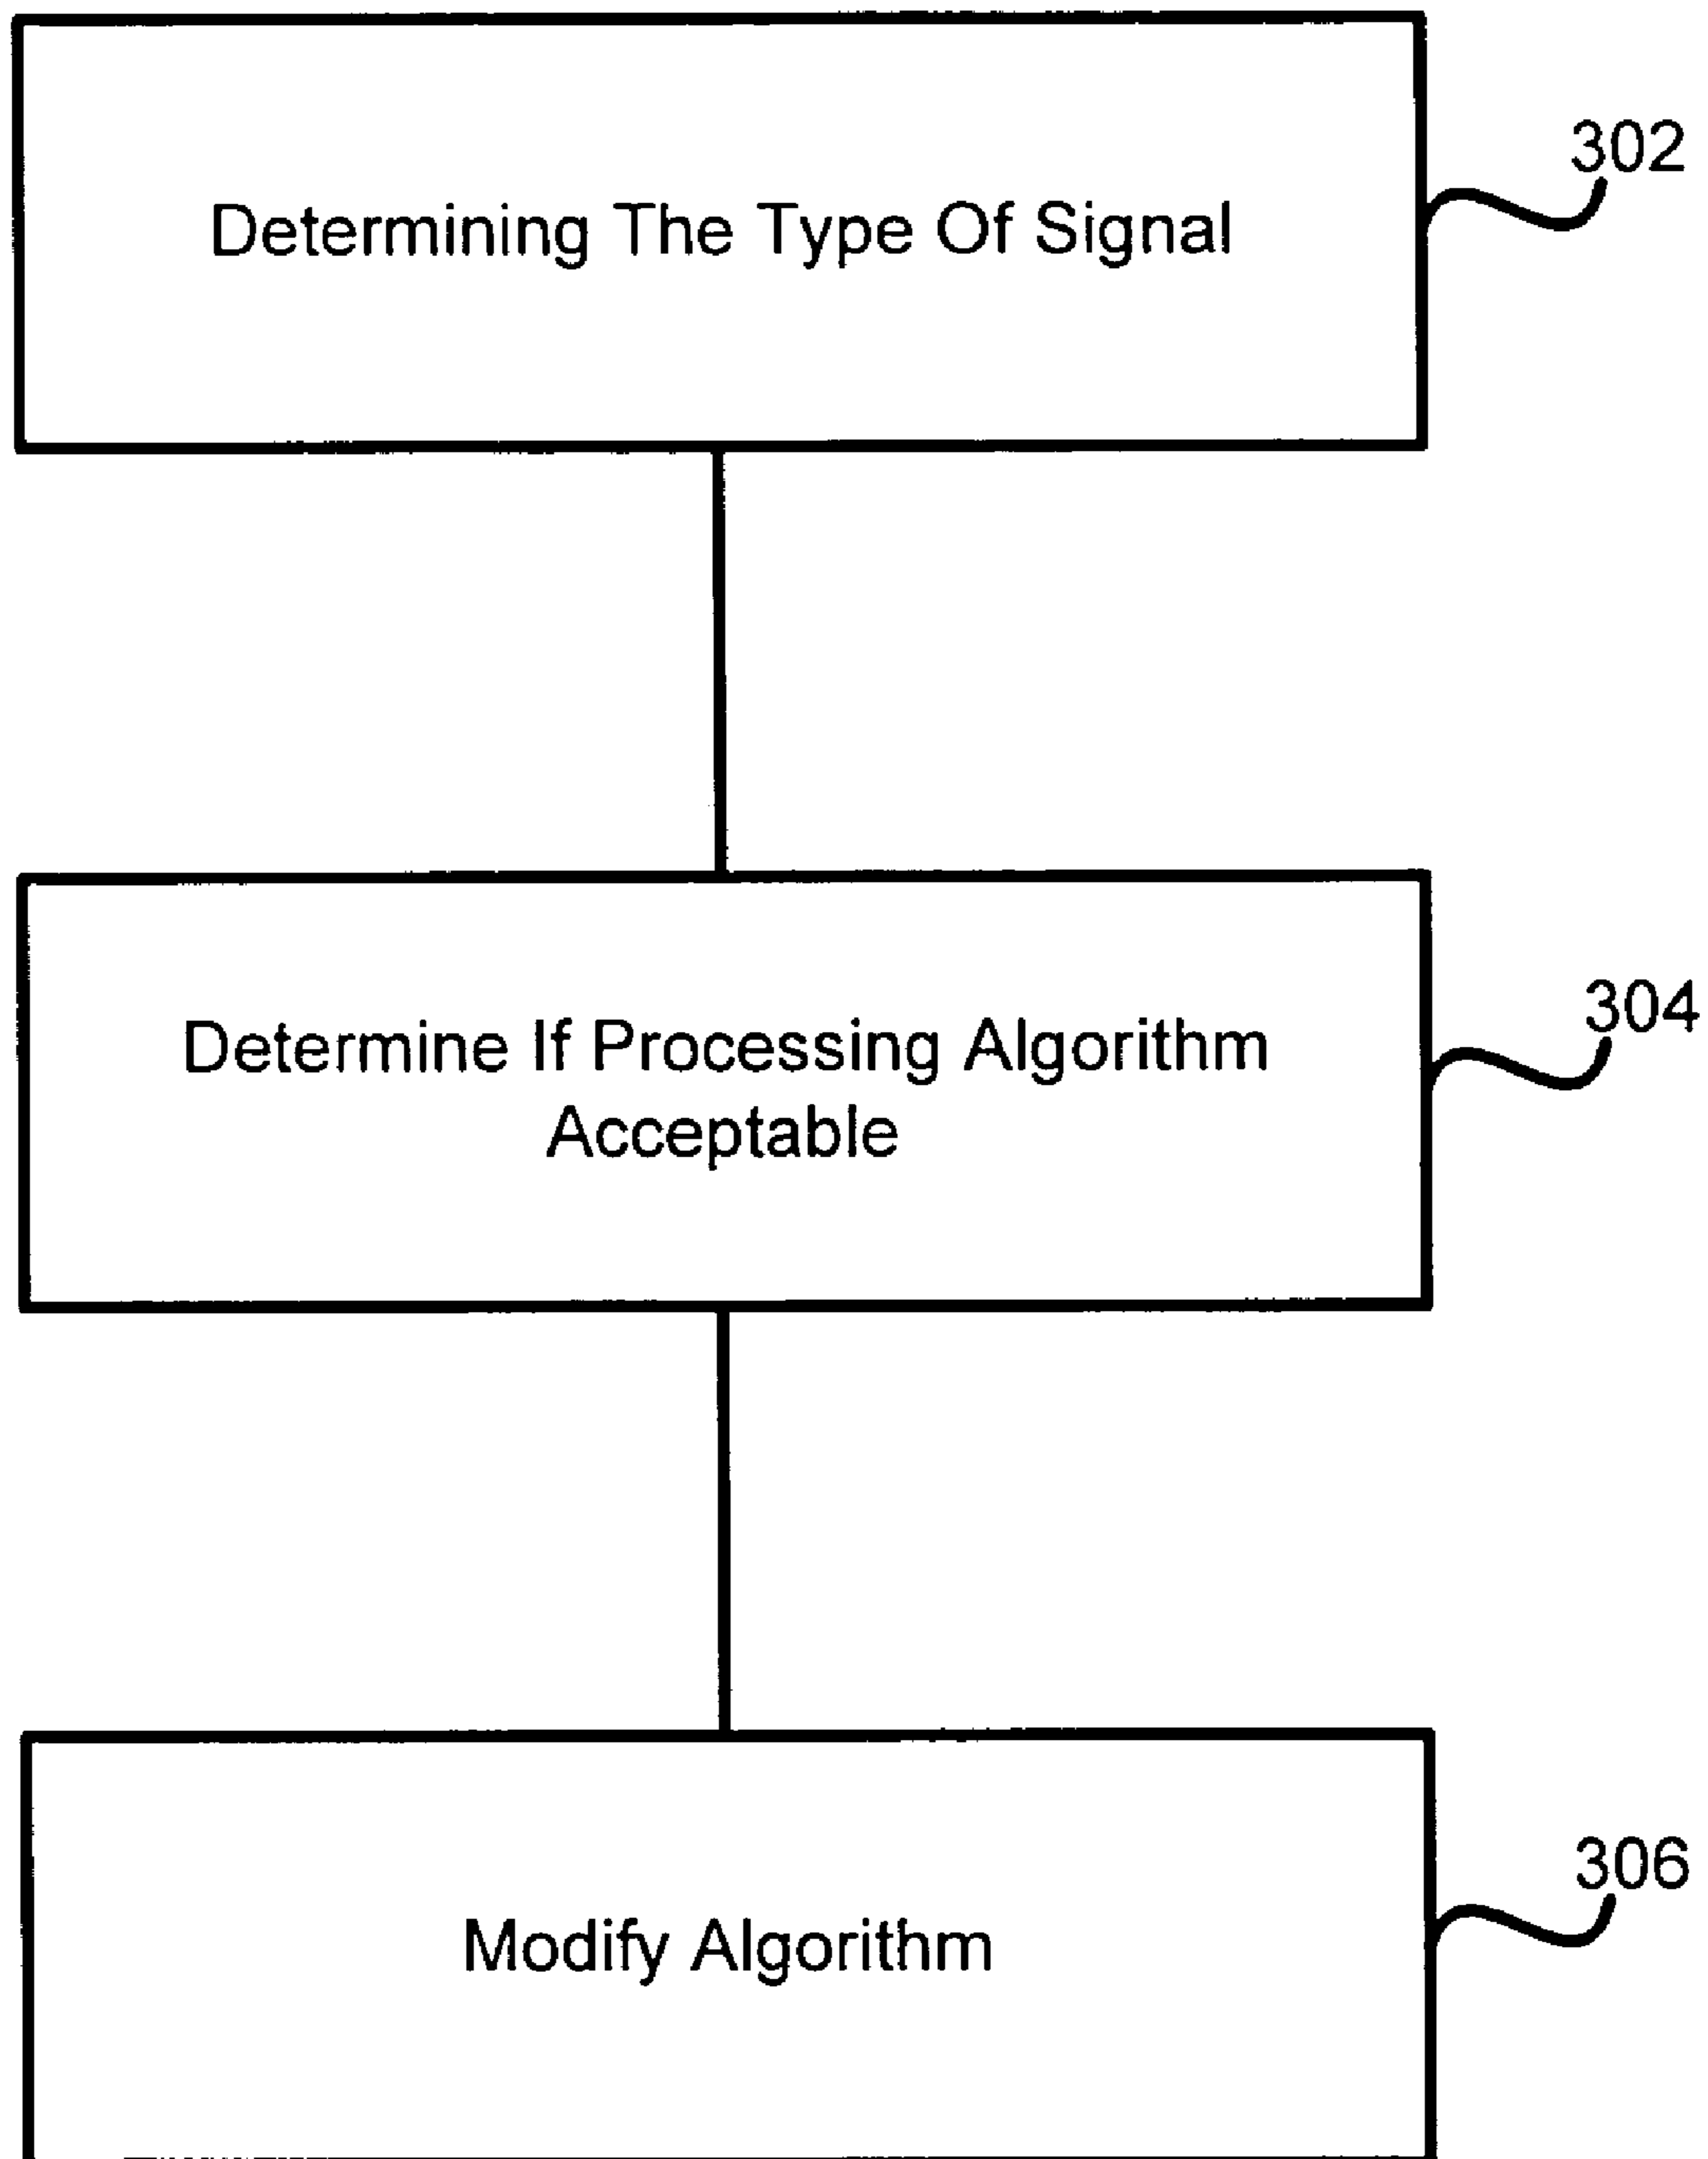 302
Determining The Type Of Signal
304
Determine If Processing Algorithm
Acceptable
306
Modify Algorithm